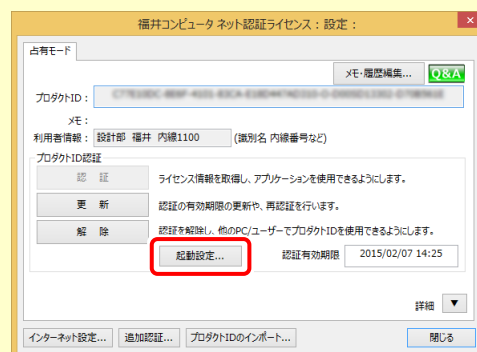 福井コンピュータ ネット認証ライセンス：設定：
占有モード
メモ・履歴編集... Q&A
プロダクトID：
メモ：
利用者情報： 設計部 福井 内線1100 (識別名 内線番号など)
プロダクトID認証
認 証 ライセンス情報を取得し、アプリケーションを使用できるようにします。
更 新 認証の有効期限の更新や、再認証を行います。
解 除 認証を解除し、他のPC/ユーザーでプロダクトIDを使用できるようにします。
起動設定... 認証有効期限 2015/02/07 14:25
詳細 ▼
インターネット設定... 追加認証... プロダクトIDのインポート... 閉じる